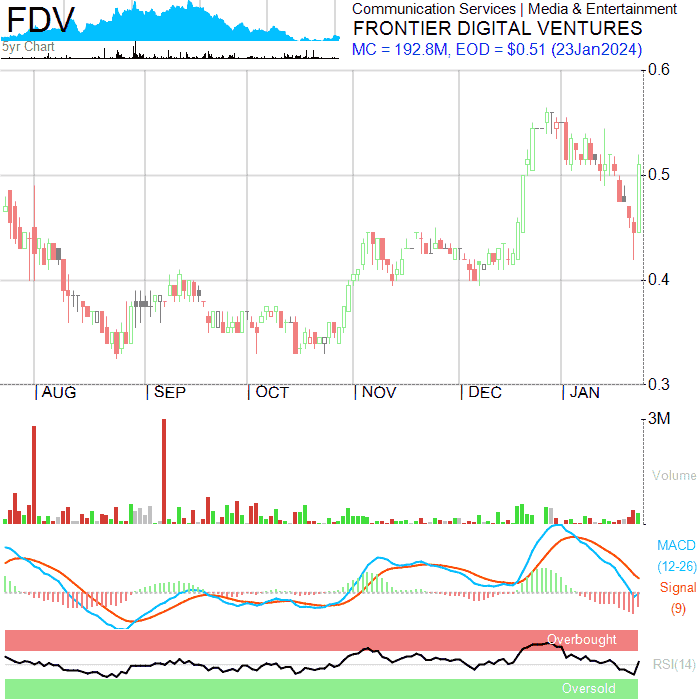 FDV
5yr Chart
Communication Services | Media & Entertainment
FRONTIER DIGITAL VENTURES
MC = 192.8M, EOD = $0.51 (23Jan2024)
0.6
0.5
0.4
0.3
AUG SEP OCT NOV DEC JAN
3M
Volume
MACD
(12-26)
Signal
(9)
Overbought
RSI(14)
Oversold